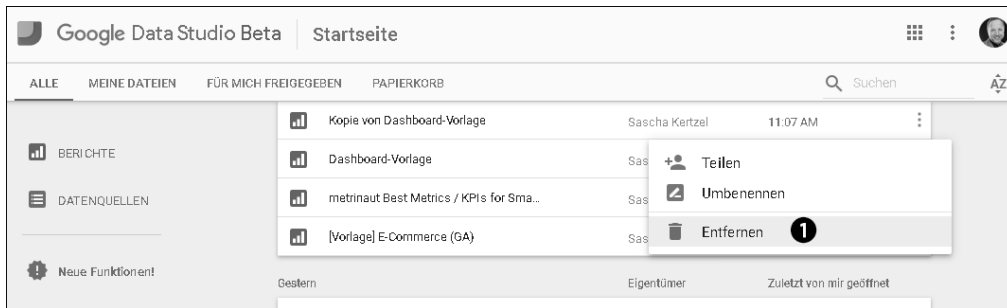 Google Data Studio Beta Startseite
ALLE MEINE DATEIEN FÜR MICH FREIGEGEBEN PAPIERKORB Suchen AZ
Kopie von Dashboard-Vorlage Sascha Kertzel 11:07 AM
BERICHTE
Dashboard-Vorlage Sas
Teilen
DATENQUELLEN
metrinaut Best Metrics / KPIs for Sma... Sas
Umbenennen
[Vorlage] E-Commerce (GA) Sas
Entfernen 1
Neue Funktionen!
Gestern Eigentümer Zuletzt von mir geöffnet